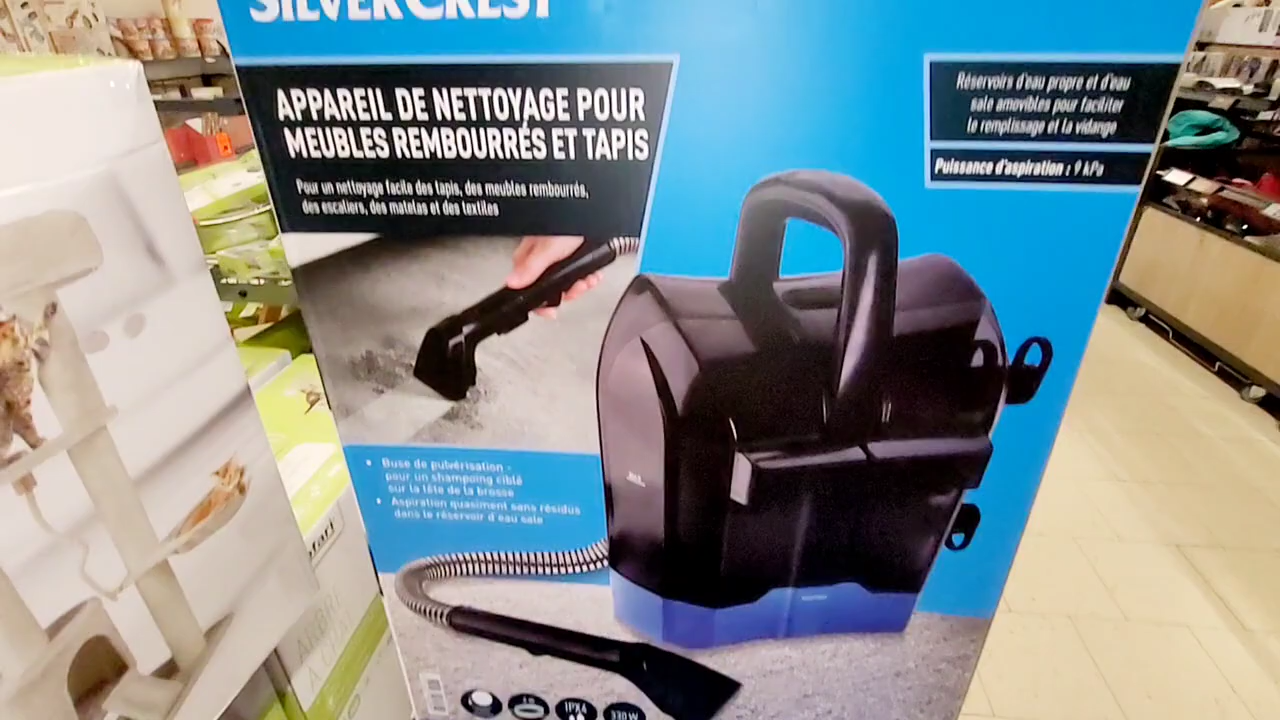 SILVERCREST
APPAREIL DE NETTOYAGE POUR
MEUBLES REMBOURRÉS ET TAPIS
Pour un nettoyage facile des tapis, des meubles rembourrés,
des escaliers, des matelas et des textiles
Réservoirs d'eau propre et d'eau
sale amovibles pour faciliter
le remplissage et la vidange
Puissance d'aspiration : 9 kPa
• Buse de pulvérisation -
pour un shampoing ciblé
sur la tête de la brosse
• Aspiration quasiment sans résidus
dans le réservoir d'eau sale
IPX4
330 W
ARBRE
À